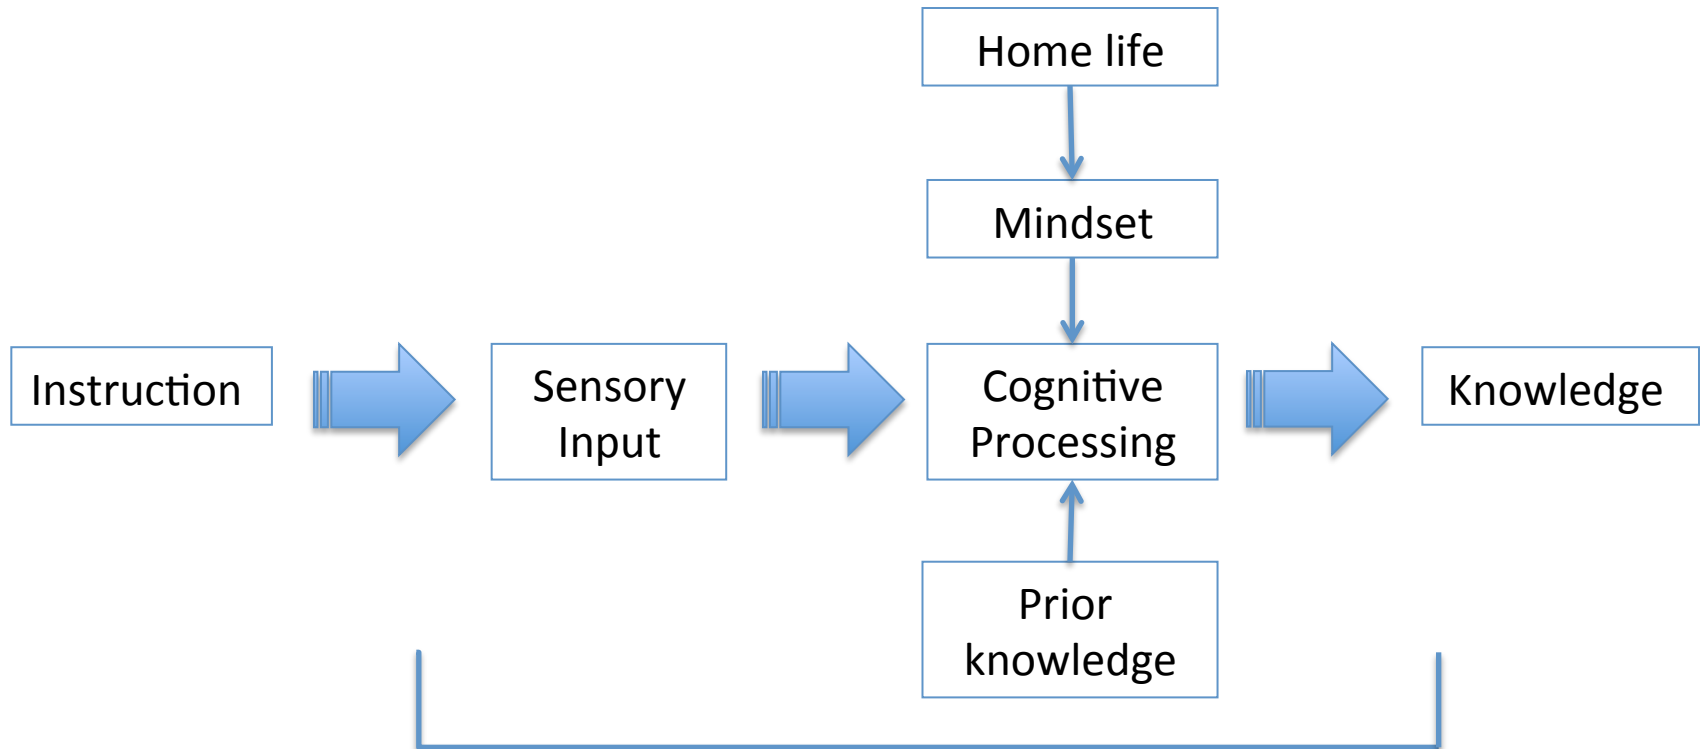 Home life
Mindset
Instruction
Sensory
Input
Cognitive
Processing
Knowledge
Prior
knowledge